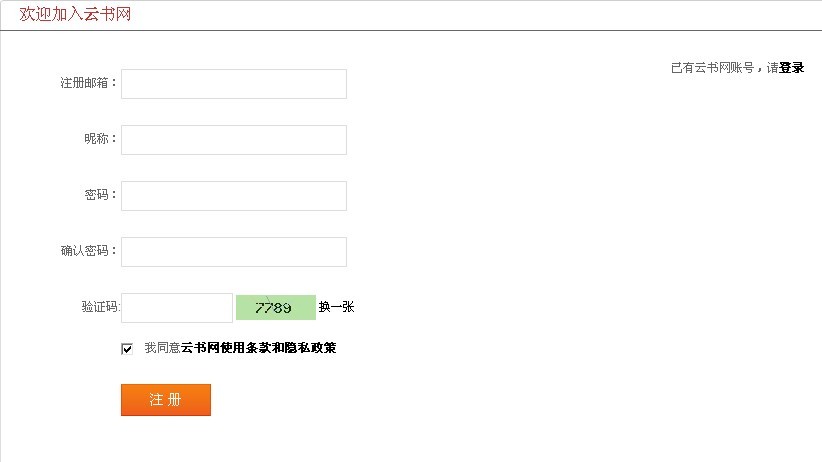 欢迎加入云书网
已有云书网账号，请登录
注册邮箱：
昵称：
密码：
确认密码：
验证码: 7789 换一张
我同意云书网使用条款和隐私政策
注 册